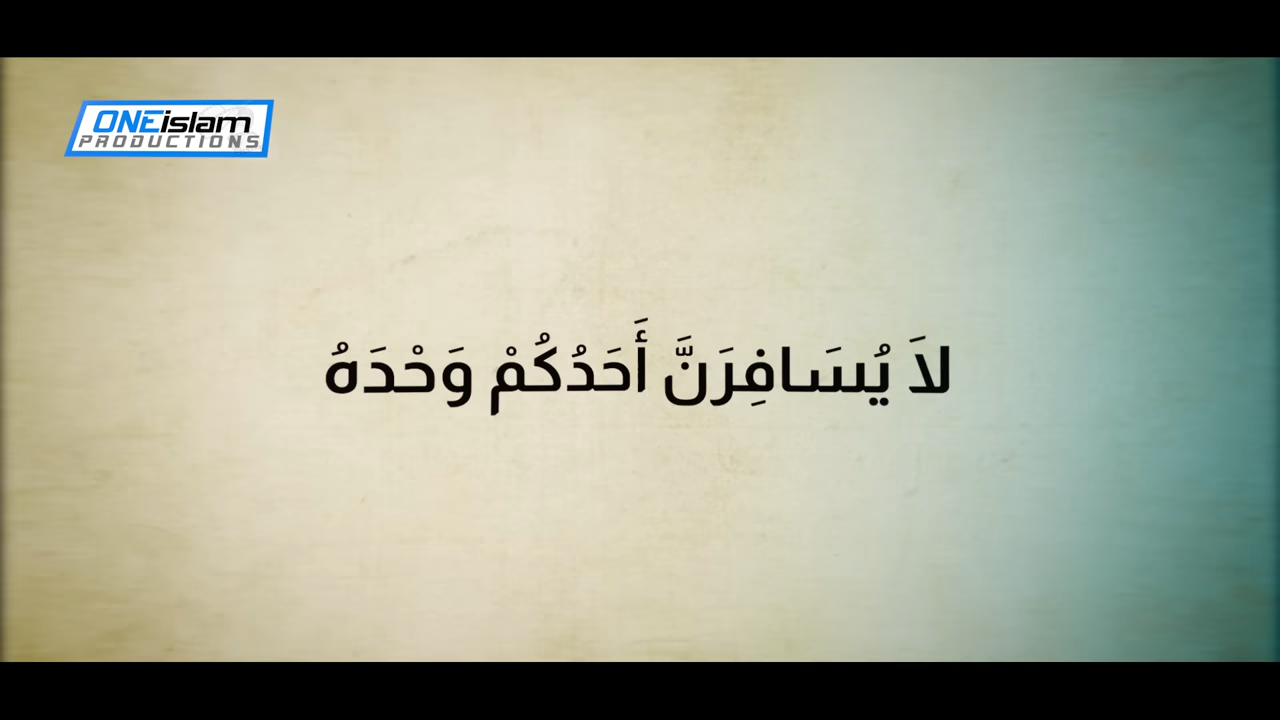 ONEislam
PRODUCTIONS
لاَ يُسَافِرَنَّ أَحَدُكُمْ وَحْدَهُ